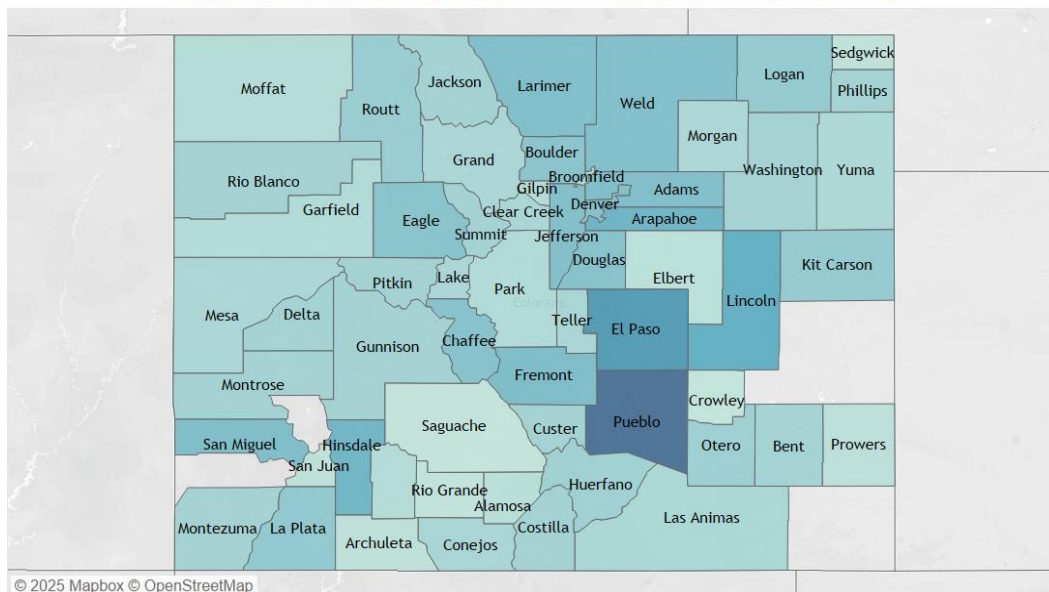 Sedgwick
Logan
Jackson
Larimer
Moffat
Phillips
Weld
Routt
Morgan
Boulder
Grand
Washington
Yuma
Broomfield
Rio Blanco
Gilpin
Adams
Denver
Garfield
Clear Creek
Eagle
Arapahoe
Summit
Jefferson
Douglas
Kit Carson
Lake
Elbert
Pitkin
Park
Lincoln
Colorado
Mesa
Delta
Teller
El Paso
Chaffee
Gunnison
Fremont
Montrose
Crowley
Pueblo
Saguache
Custer
San Miguel
Hinsdale
Otero
Bent
Prowers
San Juan
Huerfano
Rio Grande
Alamosa
Las Animas
Montezuma
La Plata
Costilla
Archuleta
Conejos
© 2025 Mapbox © OpenStreetMap